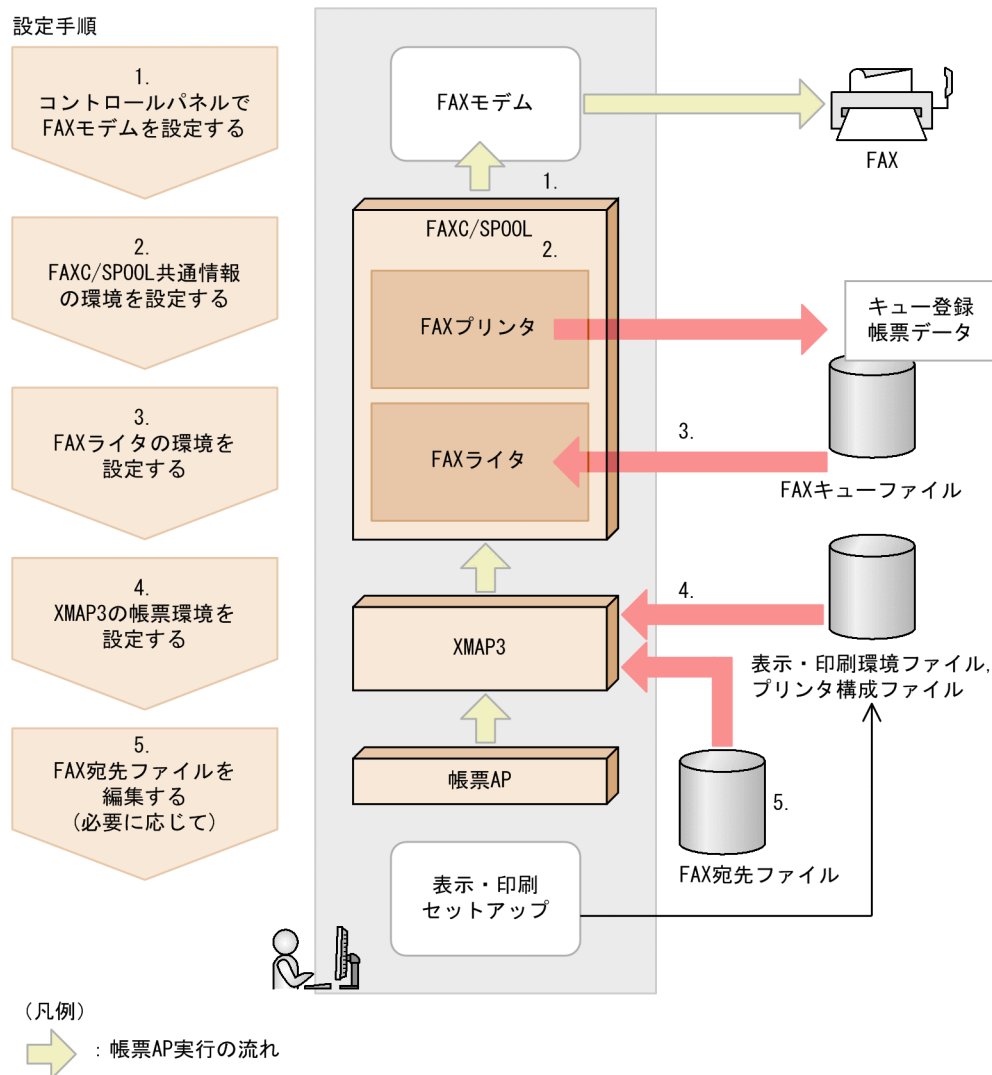 設定手順
1.
コントロールパネルで
FAXモデムを設定する
2.
FAXC/SPOOL共通情報
の環境を設定する
3.
FAXライタの環境を
設定する
4.
XMAP3の帳票環境を
設定する
5.
FAX宛先ファイルを
編集する
(必要に応じて)
FAXモデム
FAX
1.
FAXC/SPOOL
2.
FAXプリンタ
キュー登録
帳票データ
FAXライタ
3.
FAXキューファイル
XMAP3
4.
表示・印刷環境ファイル,
プリンタ構成ファイル
帳票AP
5.
FAX宛先ファイル
表示・印刷
セットアップ
(凡例)
:帳票AP実行の流れ